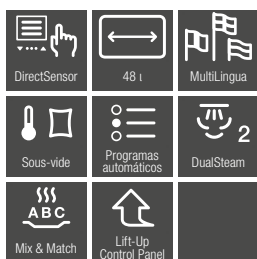 DirectSensor
48 l
MultiLingua
Sous-vide
Programas
automáticos
2
DualSteam
ABC
Mix & Match
Lift-Up
Control Panel